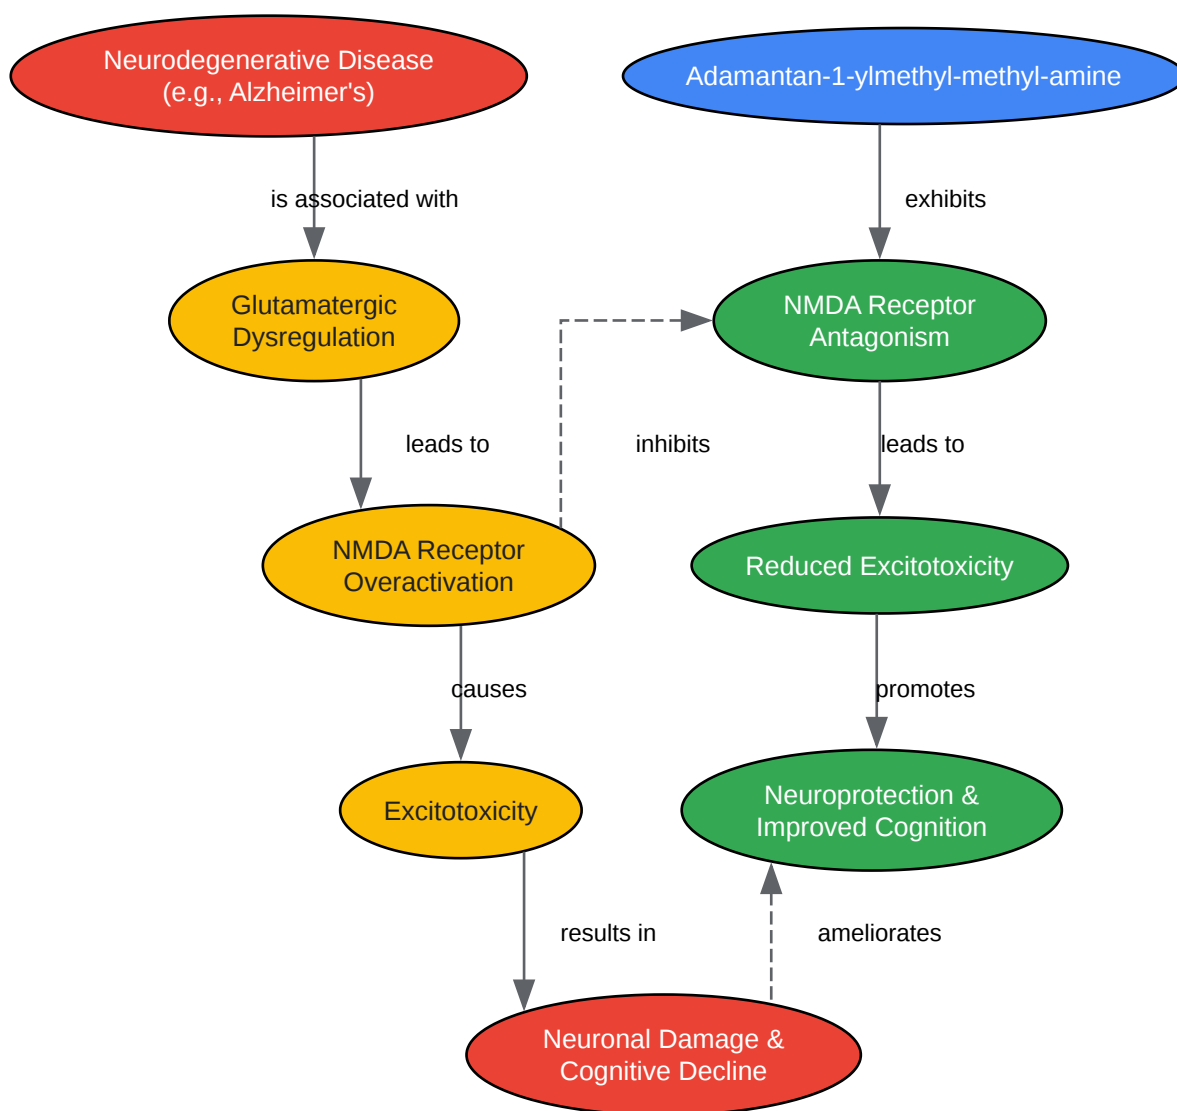 Neurodegenerative Disease
(e.g., Alzheimer's)
Adamantan-1-ylmethyl-methyl-amine
is associated with
exhibits
Glutamatergic
Dysregulation
NMDA Receptor
Antagonism
leads to
inhibits
leads to
NMDA Receptor
Overactivation
Reduced Excitotoxicity
causes
promotes
Excitotoxicity
Neuroprotection &
Improved Cognition
results in
ameliorates
Neuronal Damage &
Cognitive Decline